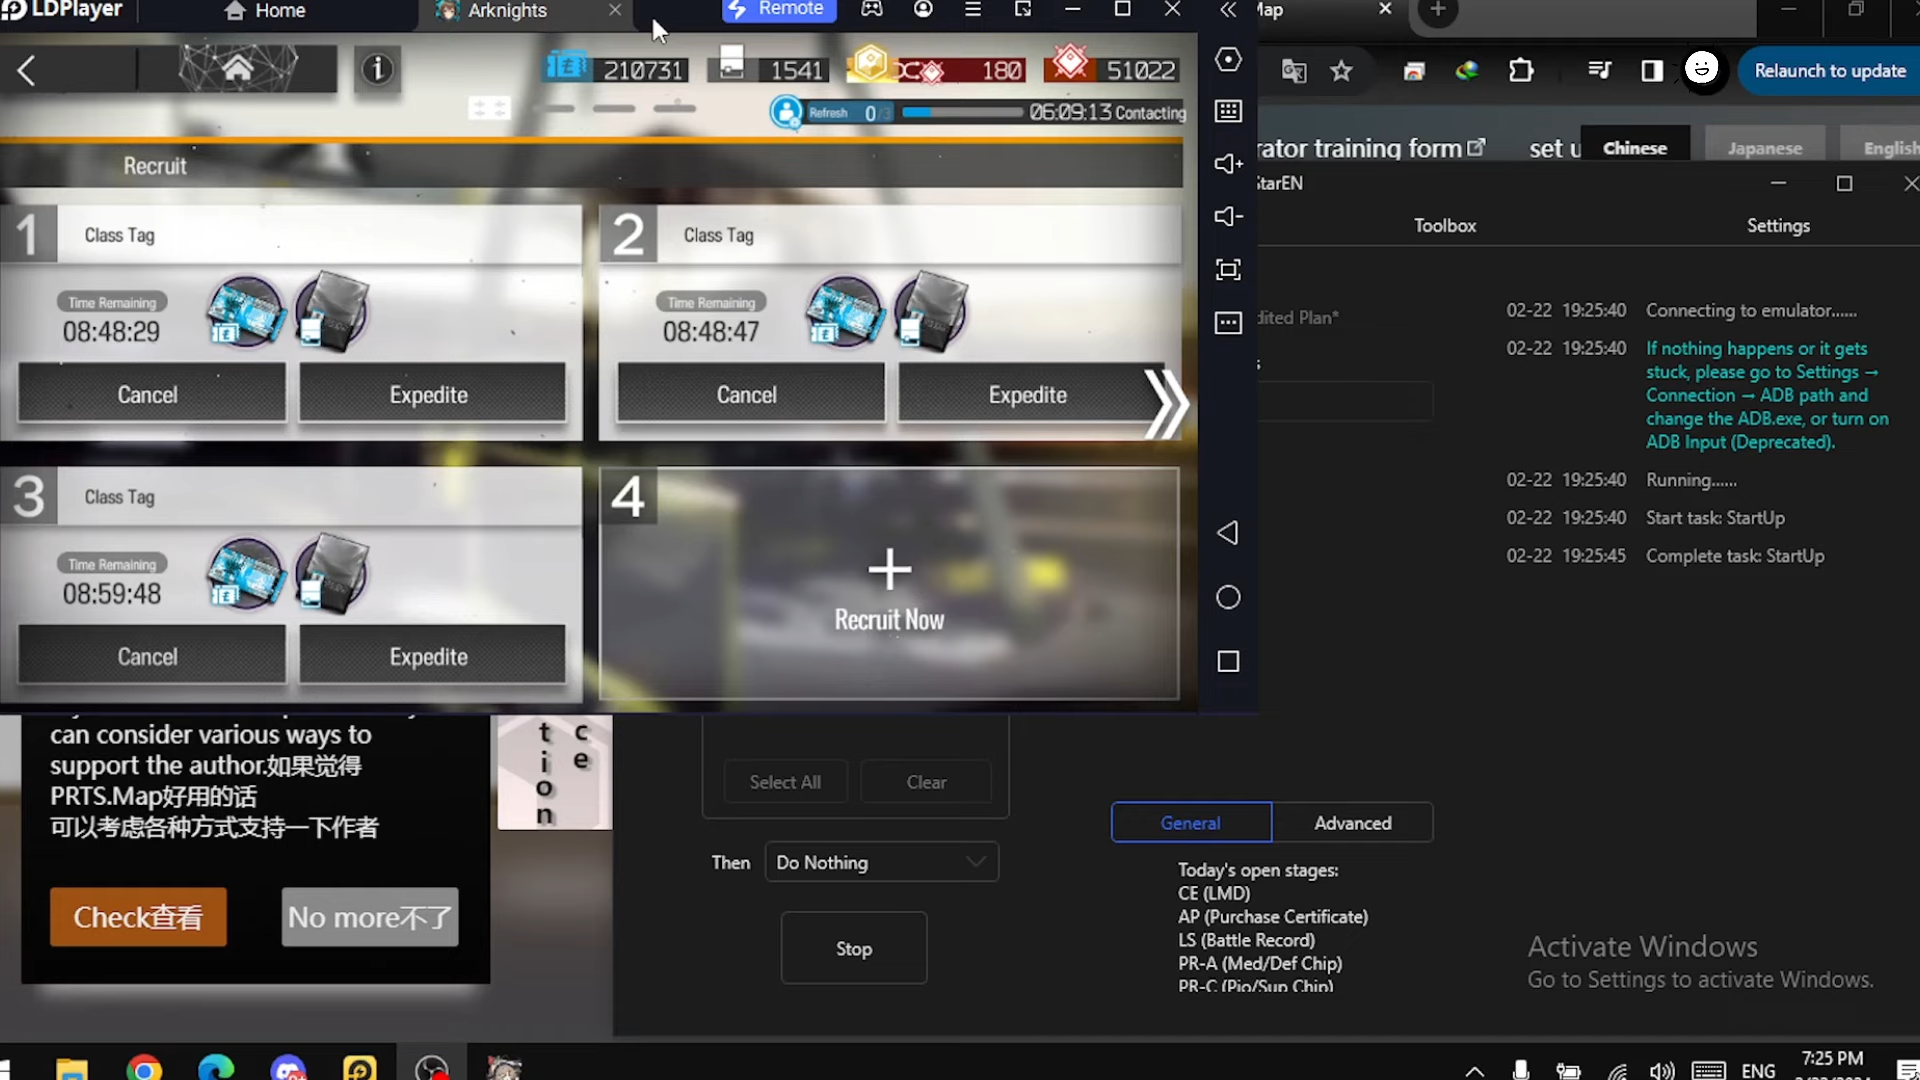 LDPlayer
Home
Arknights
Remote
210731
1541
180
51022
Refresh 0/3
06:09:13 Contacting
Recruit
1
Class Tag
Time Remaining
08:48:29
Cancel
Expedite
2
Class Tag
Time Remaining
08:48:47
Cancel
Expedite
3
Class Tag
Time Remaining
08:59:48
Cancel
Expedite
4
Recruit Now
Map
Relaunch to update
rator training form
set u
Chinese
Japanese
English
StarEN
Toolbox
Settings
dited Plan*
02-22 19:25:40 Connecting to emulator......
02-22 19:25:40 If nothing happens or it gets
stuck, please go to Settings →
Connection → ADB path and
change the ADB.exe, or turn on
ADB Input (Deprecated).
02-22 19:25:40 Running......
02-22 19:25:40 Start task: StartUp
02-22 19:25:45 Complete task: StartUp
can consider various ways to
support the author.如果觉得
PRTS.Map好用的话
可以考虑各种方式支持一下作者
Check查看
No more不了
tion
ce
Select All
Clear
Then
Do Nothing
Stop
General
Advanced
Today's open stages:
CE (LMD)
AP (Purchase Certificate)
LS (Battle Record)
PR-A (Med/Def Chip)
PR-C (Pio/Sup Chip)
Activate Windows
Go to Settings to activate Windows.
ENG
7:25 PM